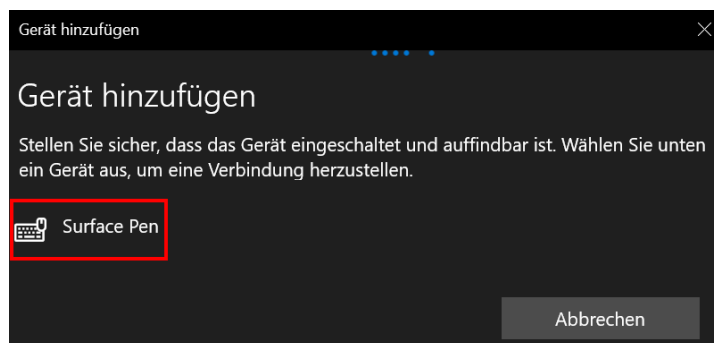 Gerät hinzufügen
Gerät hinzufügen
Stellen Sie sicher, dass das Gerät eingeschaltet und auffindbar ist. Wählen Sie unten
ein Gerät aus, um eine Verbindung herzustellen.
Surface Pen
Abbrechen